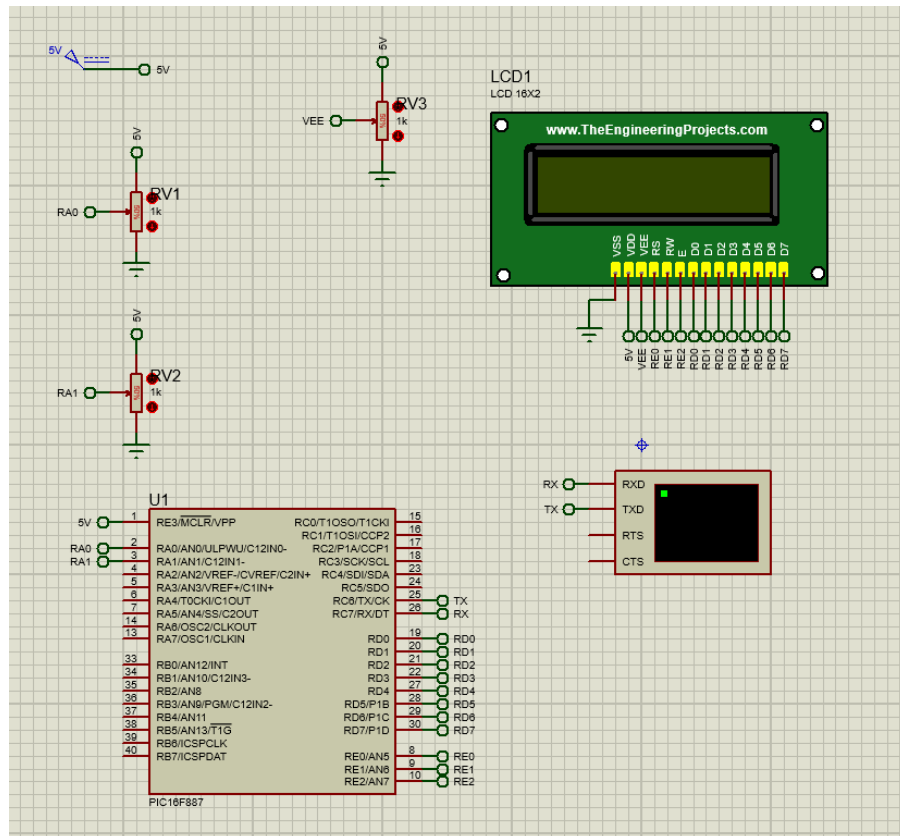 5V
5V
5V
VEE
RV3
1k
50%
LCD1
LCD 16X2
www.TheEngineeringProjects.com
VSS
VDD
VEE
RS
RW
E
D0
D1
D2
D3
D4
D5
D6
D7
5V
VEE
RE0
RE1
RE2
RD0
RD1
RD2
RD3
RD4
RD5
RD6
RD7
5V
RV1
RA0
1k
50%
5V
RV2
RA1
1k
50%
RX
RXD
TX
TXD
RTS
CTS
U1
5V
1
RE3/MCLR/VPP
RA0
2
RA0/AN0/ULPWU/C12IN0-
RA1
3
RA1/AN1/C12IN1-
4
RA2/AN2/VREF-/CVREF/C2IN+
5
RA3/AN3/VREF+/C1IN+
6
RA4/T0CKI/C1OUT
7
RA5/AN4/SS/C2OUT
14
RA6/OSC2/CLKOUT
13
RA7/OSC1/CLKIN
33
RB0/AN12/INT
34
RB1/AN10/C12IN3-
35
RB2/AN8
36
RB3/AN9/PGM/C12IN2-
37
RB4/AN11
38
RB5/AN13/T1G
39
RB6/ICSPCLK
40
RB7/ICSPDAT
RC0/T1OSO/T1CKI
15
RC1/T1OSI/CCP2
16
RC2/P1A/CCP1
17
RC3/SCK/SCL
18
RC4/SDI/SDA
23
RC5/SDO
24
RC6/TX/CK
25
TX
RC7/RX/DT
26
RX
RD0
19
RD0
RD1
20
RD1
RD2
21
RD2
RD3
22
RD3
RD4
27
RD4
RD5/P1B
28
RD5
RD6/P1C
29
RD6
RD7/P1D
30
RD7
RE0/AN5
8
RE0
RE1/AN6
9
RE1
RE2/AN7
10
RE2
PIC16F887